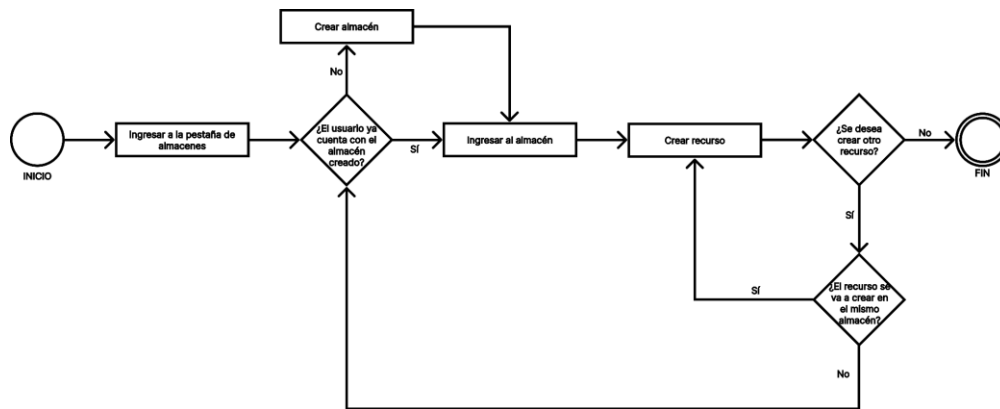 Crear almacén
No
INICIO
Ingresar a la pestaña de
almacenes
¿El usuario ya
cuenta con el
almacén
creado?
Sí
Ingresar al almacén
Crear recurso
¿Se desea
crear otro
recurso?
No
FIN
Sí
¿El recurso se
va a crear en
el mismo
almacén?
Sí
No